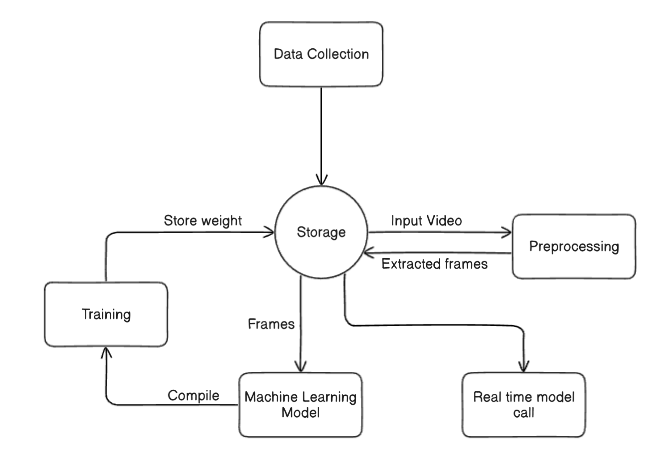 Data Collection
Store weight
Input Video
Storage
Preprocessing
Extracted frames
Training
Frames
Compile
Machine Learning
Model
Real time model
call